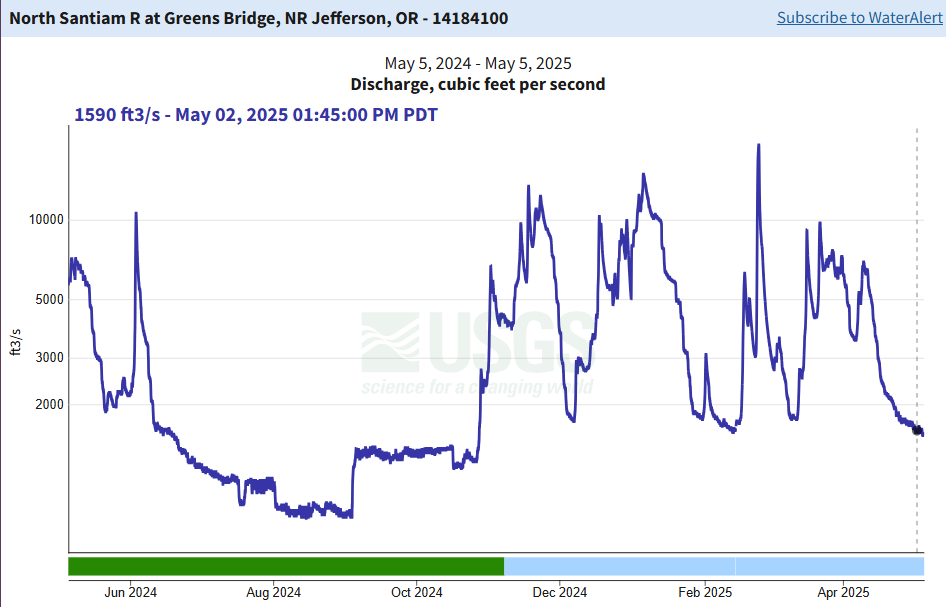 North Santiam R at Greens Bridge, NR Jefferson, OR - 14184100
Subscribe to WaterAlert
May 5, 2024 - May 5, 2025
Discharge, cubic feet per second
1590 ft3/s - May 02, 2025 01:45:00 PM PDT
10000
5000
3000
2000
ft3/s
USGS
science for a changing world
Jun 2024
Aug 2024
Oct 2024
Dec 2024
Feb 2025
Apr 2025